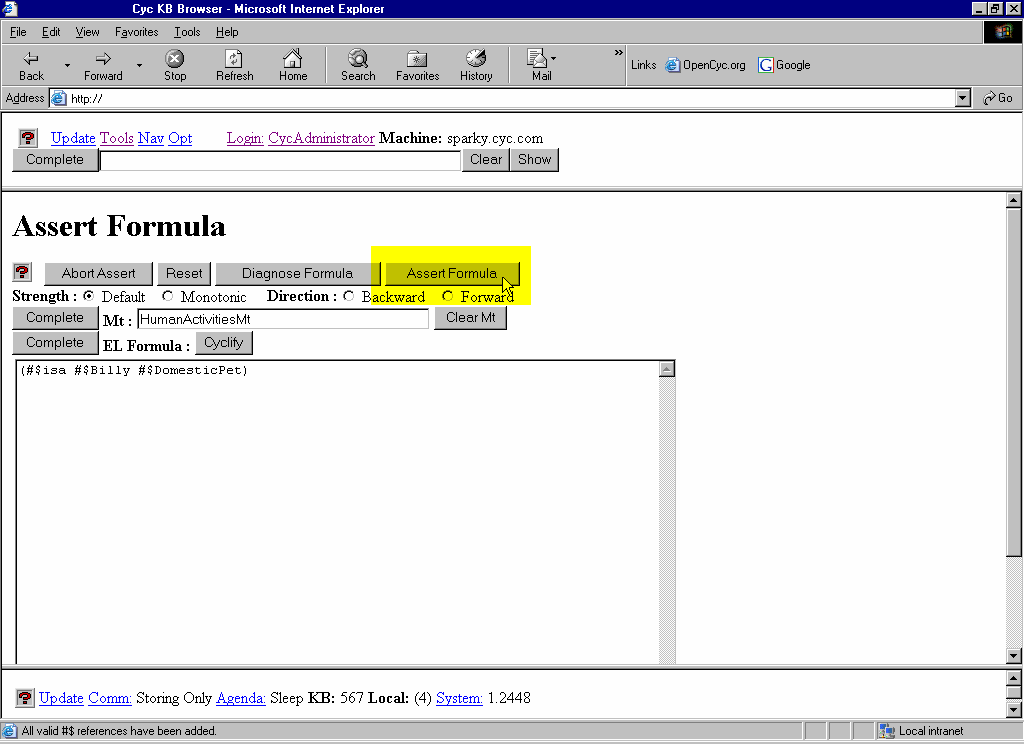 Cyc KB Browser - Microsoft Internet Explorer
File Edit View Favorites Tools Help
Back Forward Stop Refresh Home Search Favorites History Mail » Links OpenCyc.org Google
Address http:// Go
Update Tools Nav Opt Login: CycAdministrator Machine: sparky.cyc.com
Complete Clear Show
Assert Formula
Abort Assert Reset Diagnose Formula Assert Formula
Strength : Default Monotonic Direction : Backward Forward
Complete Mt : HumanActivitiesMt Clear Mt
Complete EL Formula : Cyclify
(#$isa #$Billy #$DomesticPet)
Update Comm: Storing Only Agenda: Sleep KB: 567 Local: (4) System: 1.2448
All valid #$ references have been added. Local intranet